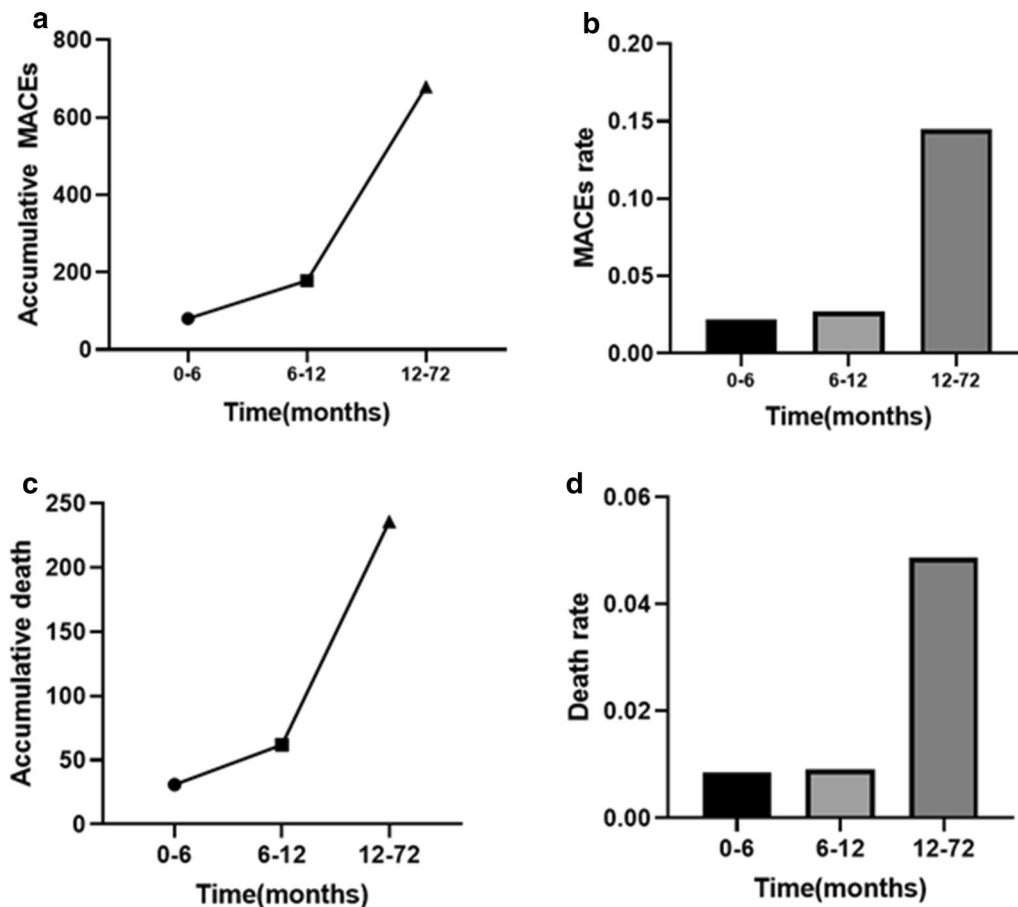 a
800
600
400
200
0
Accumulative MACEs
0-6 6-12 12-72
Time(months)
b
0.20
0.15
0.10
0.05
0.00
MACEs rate
0-6 6-12 12-72
Time(months)
c
250
200
150
100
50
0
Accumulative death
0-6 6-12 12-72
Time(months)
d
0.06
0.04
0.02
0.00
Death rate
0-6 6-12 12-72
Time(months)